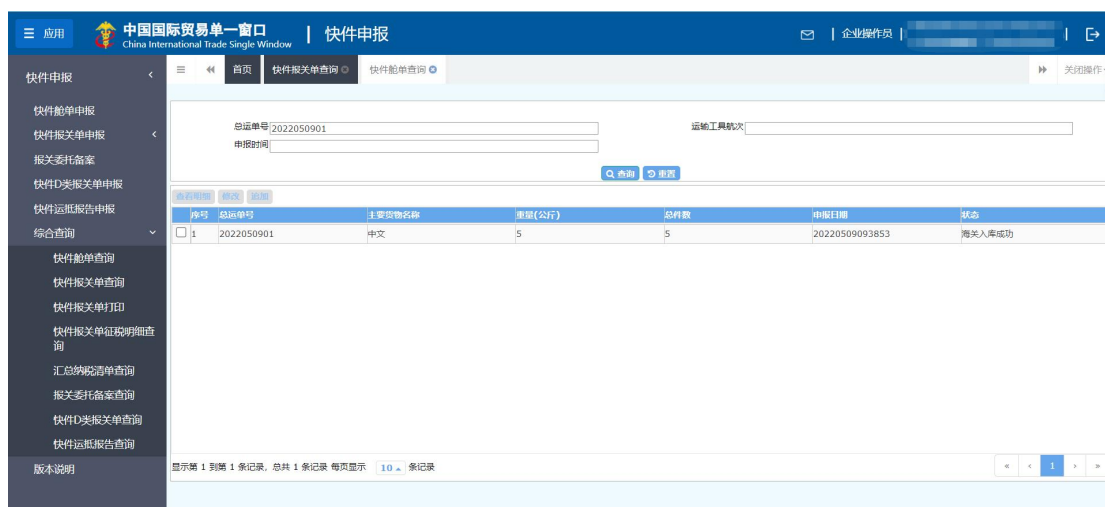 应用
中国国际贸易单一窗口
China International Trade Single Window
快件申报
企业操作员
快件申报
首页
快件报关单查询
快件舱单查询
关闭操作
快件舱单申报
快件报关单申报
报关委托备案
快件D类报关单申报
快件运抵报告申报
综合查询
快件舱单查询
快件报关单查询
快件报关单打印
快件报关单征税明细查
询
汇总纳税清单查询
报关委托备案查询
快件D类报关单查询
快件运抵报告查询
版本说明
总运单号 2022050901
运输工具航次
申报时间
查询 重置
查看明细 修改 追加
序号 总运单号 主要货物名称 重量(公斤) 总件数 申报日期 状态
1 2022050901 中文 5 5 20220509093853 海关入库成功
显示第 1 到第 1 条记录, 总共 1 条记录 每页显示 10 条记录
« ‹ 1 › »